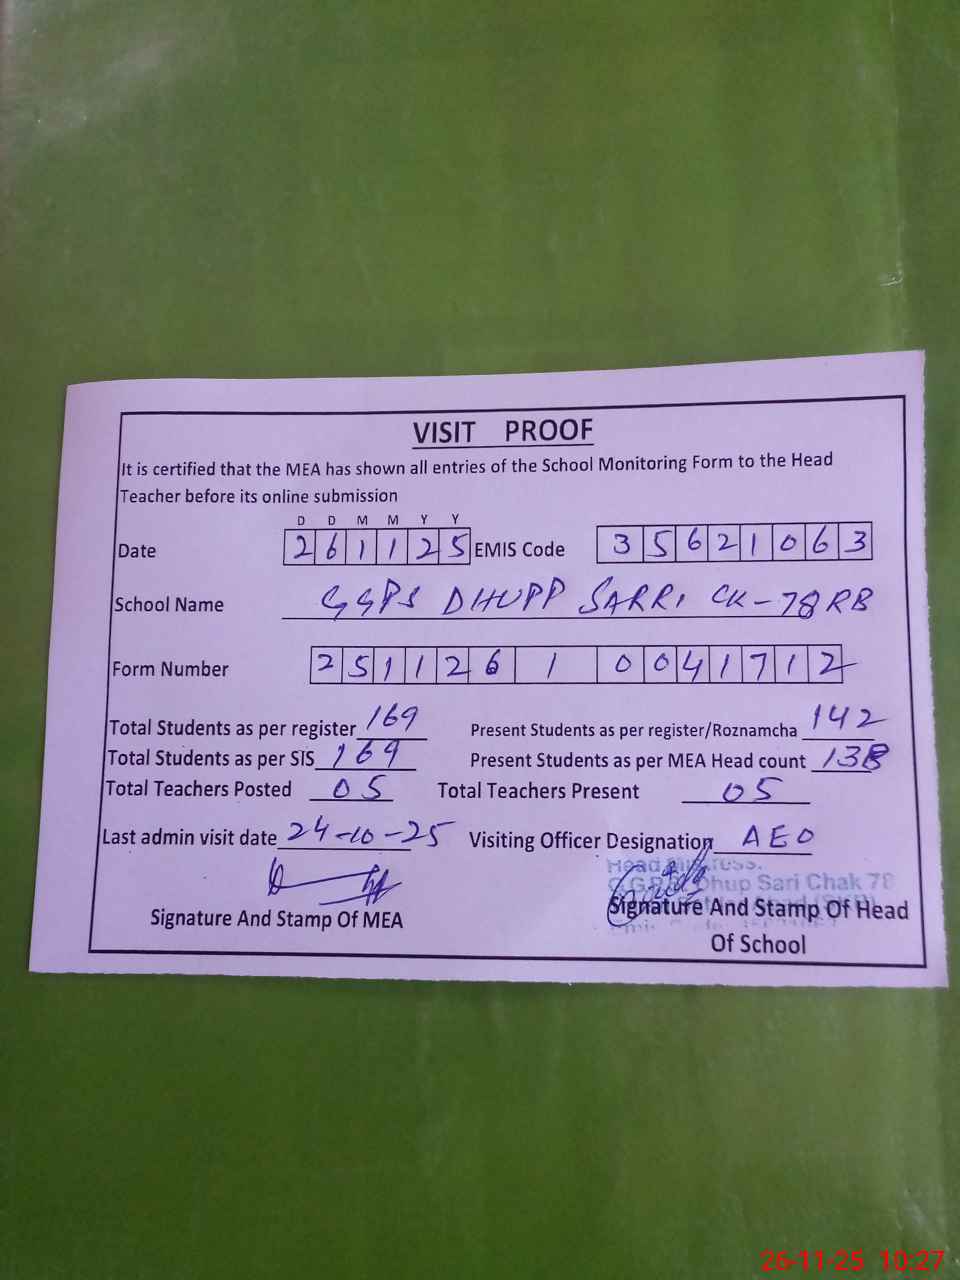 VISIT PROOF
It is certified that the MEA has shown all entries of the School Monitoring Form to the Head
Teacher before its online submission
D D M M Y Y
Date 2 6 1 1 2 5 EMIS Code 3 5 6 2 1 0 6 3
School Name GGPS DHUPP SARRI CK-78RB
Form Number 2 5 1 1 2 6 1 0 0 4 1 7 1 2
Total Students as per register 169 Present Students as per register/Roznamcha 142
Total Students as per SIS 169 Present Students as per MEA Head count 138
Total Teachers Posted 05 Total Teachers Present 05
Last admin visit date 24-10-25 Visiting Officer Designation AEO
Head
G.G.P.S. Dhup Sari Chak 78
Signature And Stamp Of MEA Signature And Stamp Of Head
Of School
26-11-25 10:27